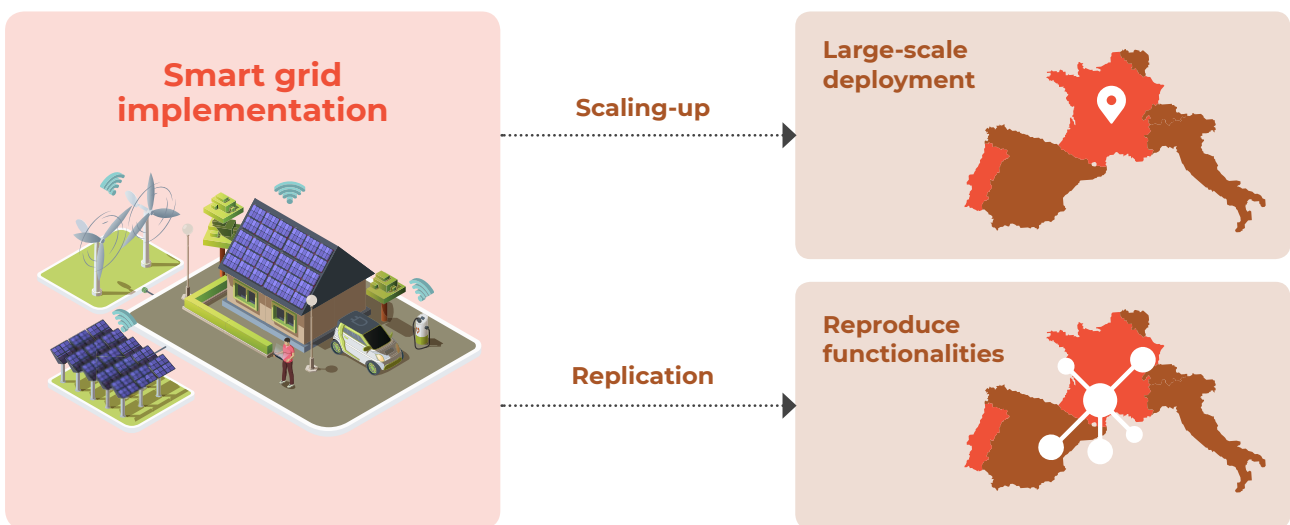 Smart grid
implementation
Scaling-up
Large-scale
deployment
Replication
Reproduce
functionalities